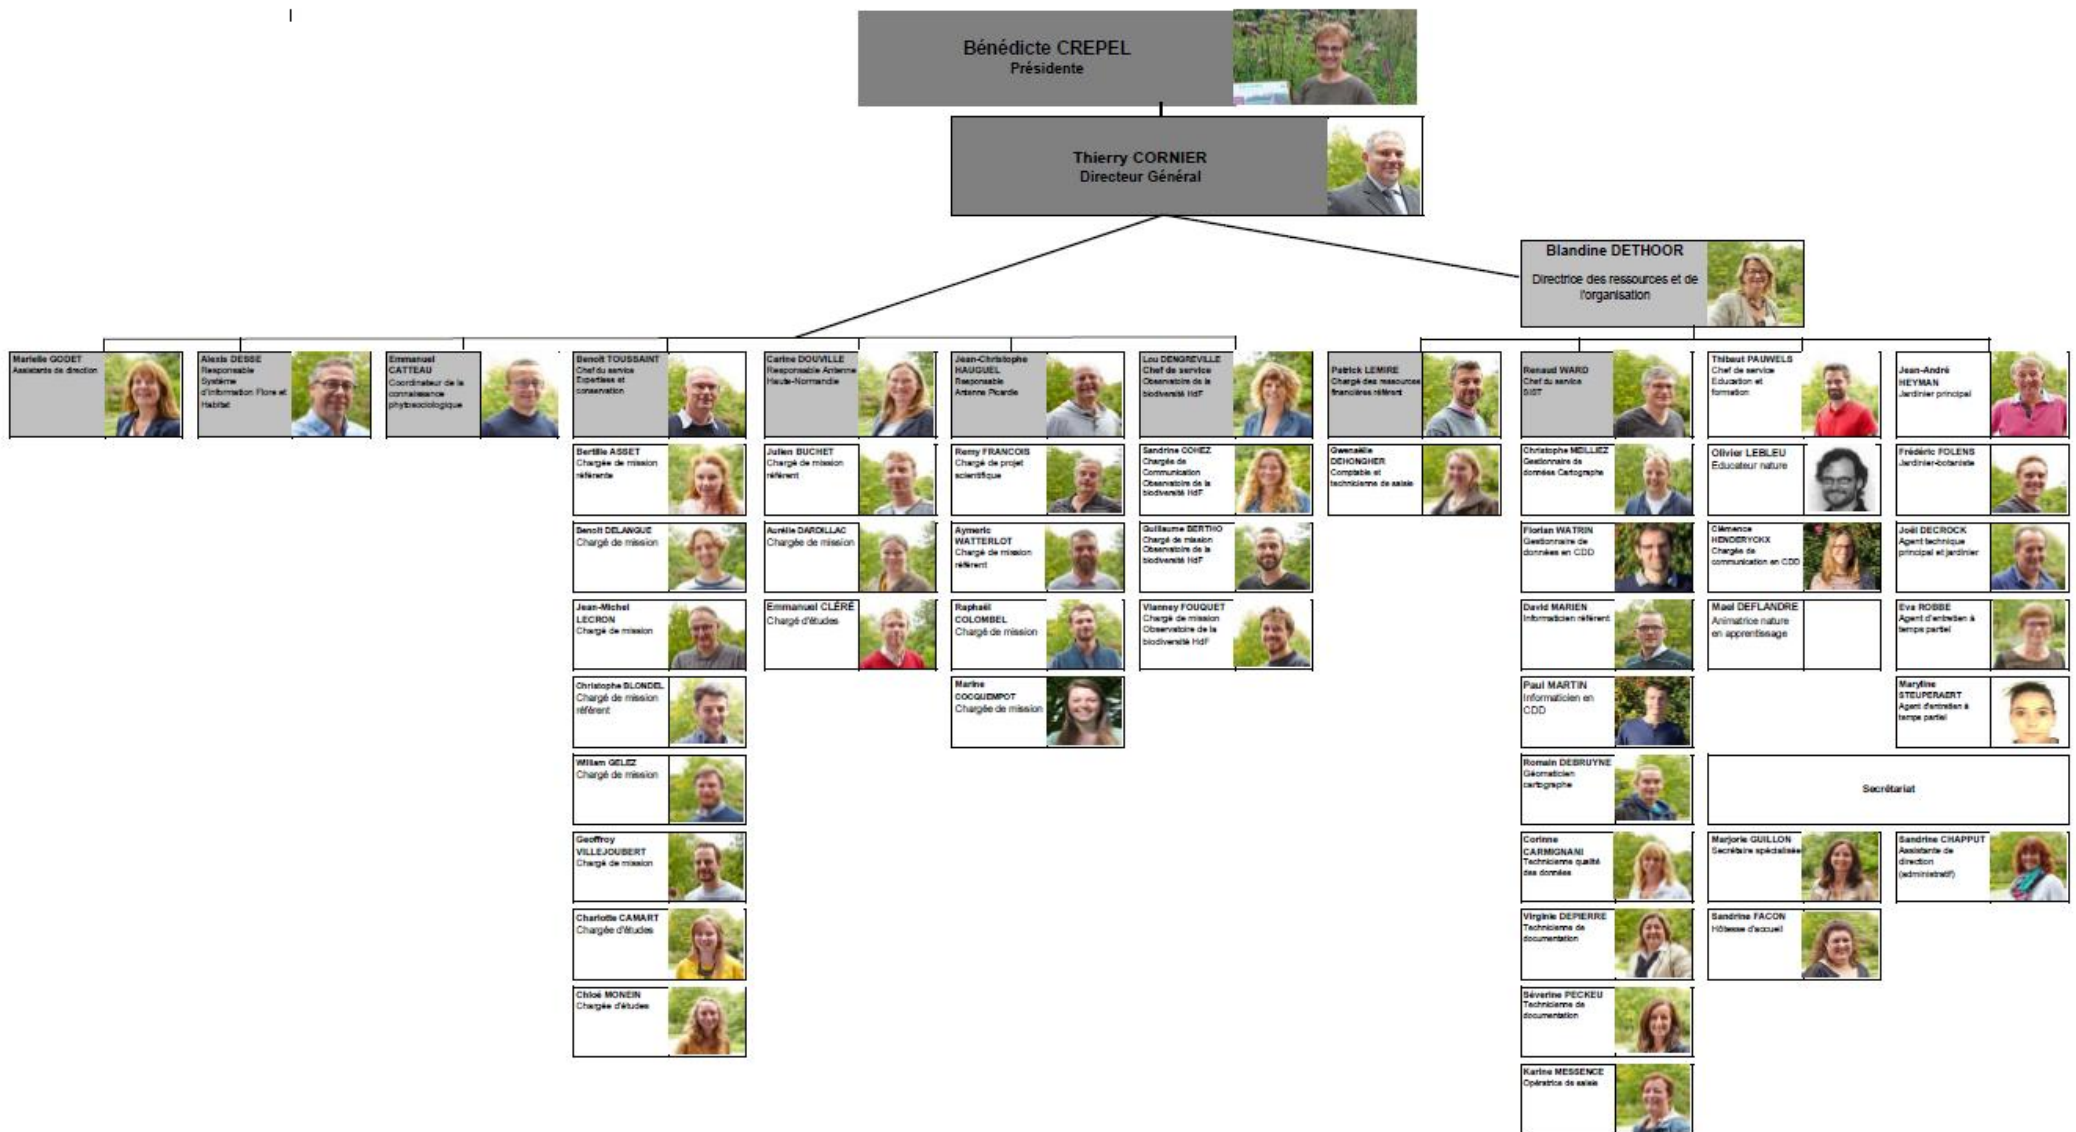 Bénédicte CREPEL
Présidente
Thierry CORNIER
Directeur Général
Blandine DETHOOR
Directrice des ressources et de
l'organisation
Marielle GODET
Assistante de direction
Alexis DESSE
Responsable
Système
d'information Flore et
Habitat
Emmanuel
CATTEAU
Coordinateur de la
connaissance
phytosociologique
Benoît TOUSSAINT
Chef du service
Expertises et
conservation
Carine DOUVILLE
Responsable Antenne
Haute-Normandie
Jean-Christophe
HAUGUEL
Responsable
Antenne Picardie
Lou DENGREVILLE
Chef de service
Observatoire de la
biodiversité HdF
Patrick LEMIRE
Chargé des ressources
financières référent
Renaud WARD
Chef du service
SIST
Thibaut PAUWELS
Chef de service
Education et
formation
Jean-André
HEYMAN
Jardinier principal
Bertille ASSET
Chargée de mission
référente
Julien BUCHET
Chargé de mission
référent
Remy FRANCOIS
Chargé de projet
scientifique
Sandrine COHEZ
Chargée de
Communication
Observatoire de la
biodiversité HdF
Gwenaëlle
DEHONGHER
Comptable et
technicienne de saisie
Christophe MEILLIEZ
Gestionnaire de
données Cartographe
Olivier LEBLEU
Educateur nature
Frédéric FOLENS
Jardinier-botaniste
Benoit DELANGUE
Chargé de mission
Aurélie DARDILLAC
Chargée de mission
Aymeric
WATTERLOT
Chargé de mission
référent
Guillaume BERTHO
Chargé de mission
Observatoire de la
biodiversité HdF
Florian WATRIN
Gestionnaire de
données en CDD
Clémence
HENDERYCKX
Chargée de
communication en CDD
Joël DECROCK
Agent technique
principal et jardinier
Jean-Michel
LECRON
Chargé de mission
Emmanuel CLÉRÉ
Chargé d'études
Raphaël
COLOMBEL
Chargé de mission
Vianney FOUQUET
Chargé de mission
Observatoire de la
biodiversité HdF
David MARIEN
Informaticien référent
Mael DEFLANDRE
Animatrice nature
en apprentissage
Eva ROBBE
Agent d'entretien à
temps partiel
Christophe BLONDEL
Chargé de mission
référent
Marine
COCQUEMPOT
Chargée de mission
Paul MARTIN
Informaticien en
CDD
Maryline
STEUPERAERT
Agent d'entretien à
temps partiel
William GELEZ
Chargé de mission
Romain DEBRUYNE
Géomaticien
cartographe
Secrétariat
Geoffroy
VILLEJOUBERT
Chargé de mission
Corinne
CARMIGNANI
Technicienne qualité
des données
Marjorie GUILLON
Secrétaire spécialisée
Sandrine CHAPPUT
Assistante de
direction
(administratif)
Charlotte CAMART
Chargée d'études
Virginie DEPIERRE
Technicienne de
documentation
Sandrine FACON
Hôtesse d'accueil
Chloé MONEIN
Chargée d'études
Séverine PECKEU
Technicienne de
documentation
Karine MESSENCE
Opératrice de saisie